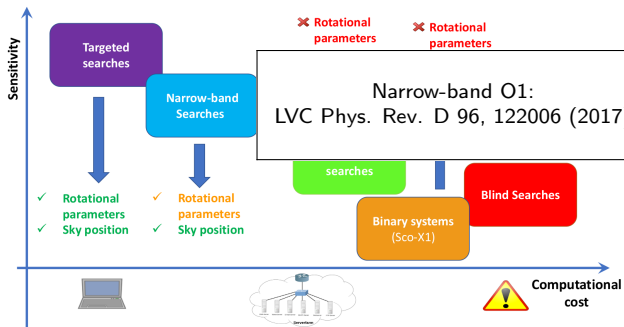 Sensitivity
Targeted
searches
Narrow-band
Searches
Rotational
parameters
Rotational
parameters
Narrow-band O1:
LVC Phys. Rev. D 96, 122006 (2017
searches
Binary systems
(Sco-X1)
Blind Searches
Rotational
parameters
Sky position
Rotational
parameters
Sky position
Computational
cost